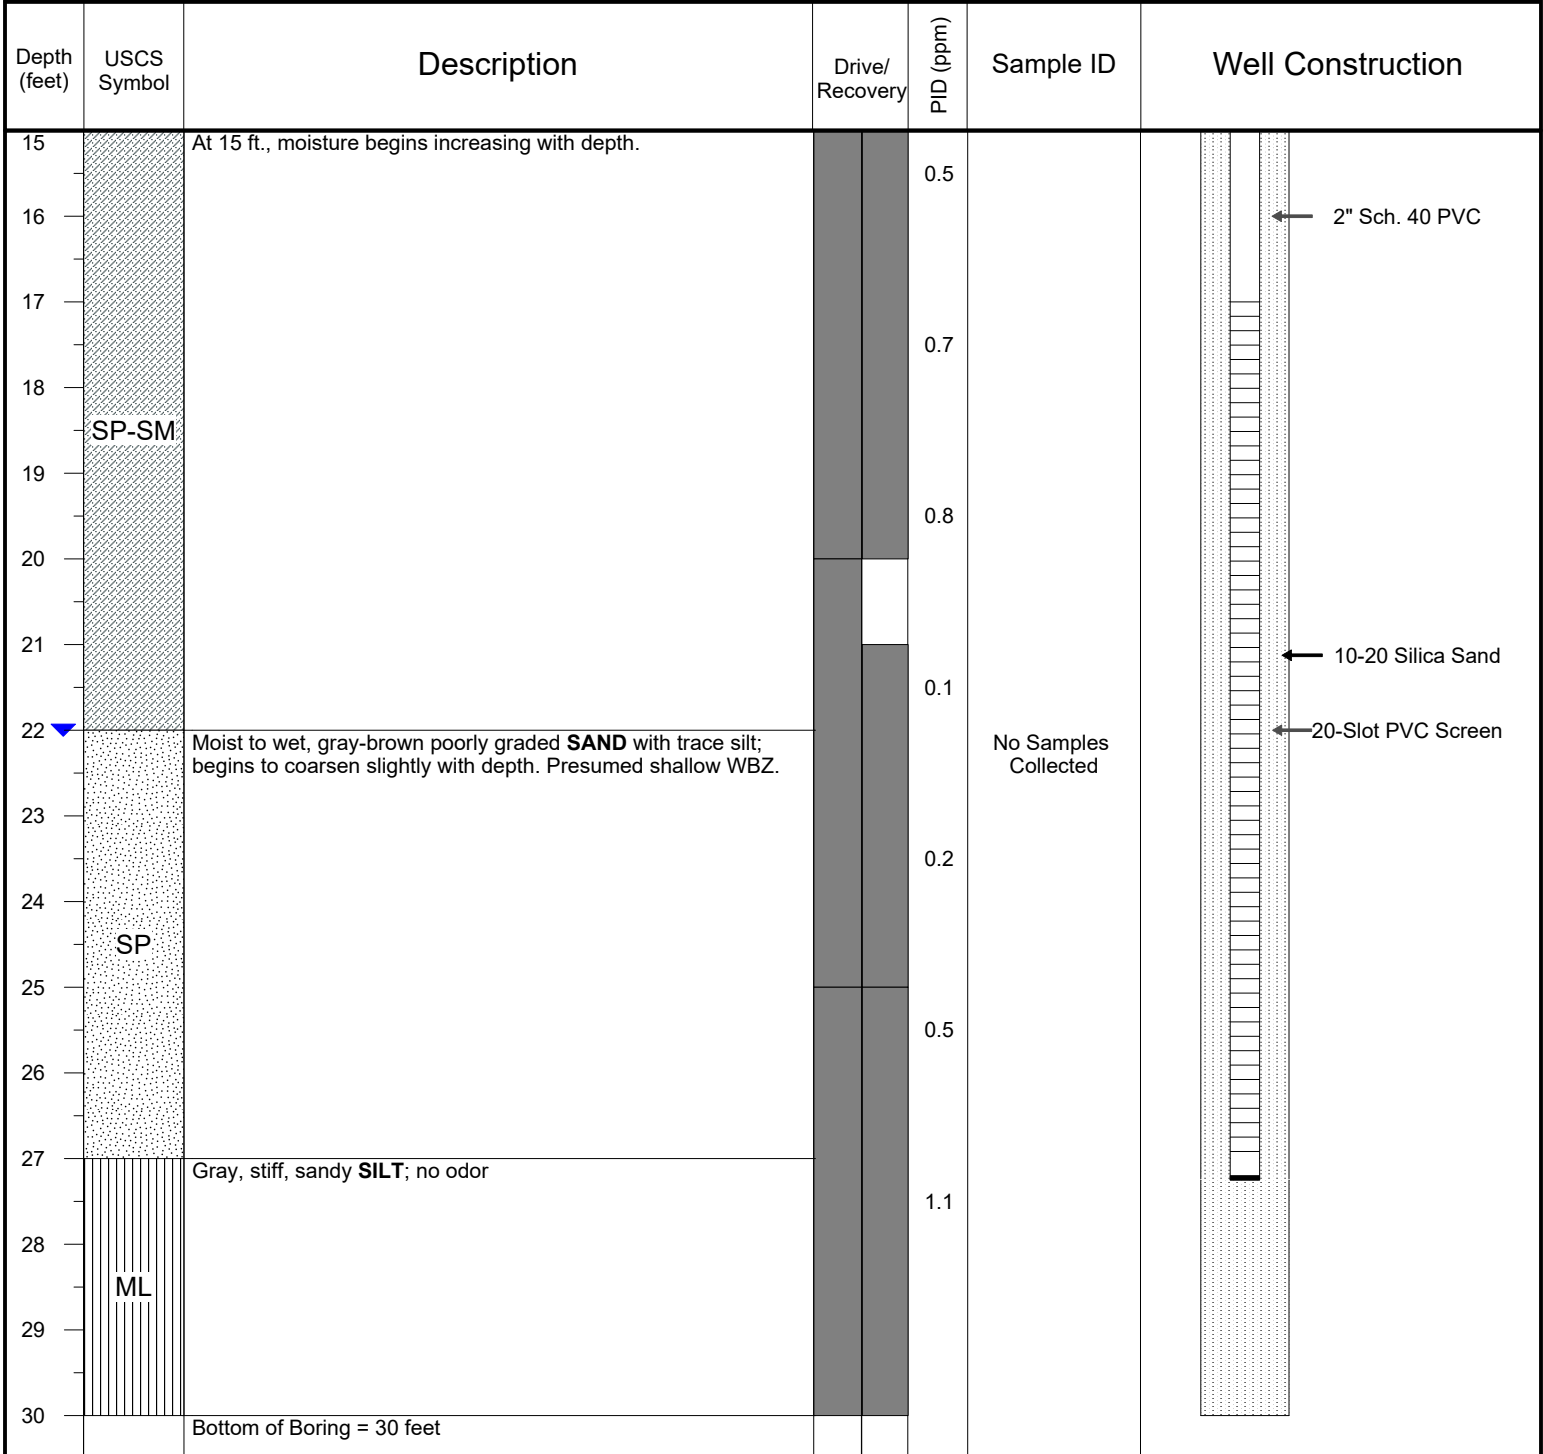 Depth
(feet)
USCS
Symbol
Description
Drive/
Recovery
PID (ppm)
Sample ID
Well Construction
15
At 15 ft., moisture begins increasing with depth.
0.5
16
2" Sch. 40 PVC
17
0.7
18
SP-SM
19
0.8
20
21
10-20 Silica Sand
0.1
22
20-Slot PVC Screen
Moist to wet, gray-brown poorly graded SAND with trace silt;
begins to coarsen slightly with depth. Presumed shallow WBZ.
No Samples
Collected
23
0.2
24
SP
25
0.5
26
27
Gray, stiff, sandy SILT; no odor
1.1
28
ML
29
30
Bottom of Boring = 30 feet